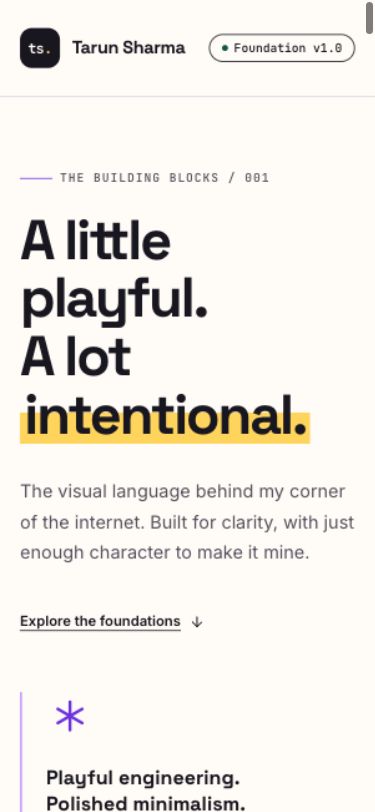 ts.
Tarun Sharma
Foundation v1.0
THE BUILDING BLOCKS / 001
A little
playful.
A lot
intentional.
The visual language behind my corner
of the internet. Built for clarity, with just
enough character to make it mine.
Explore the foundations ↓
Playful engineering.
Polished minimalism.